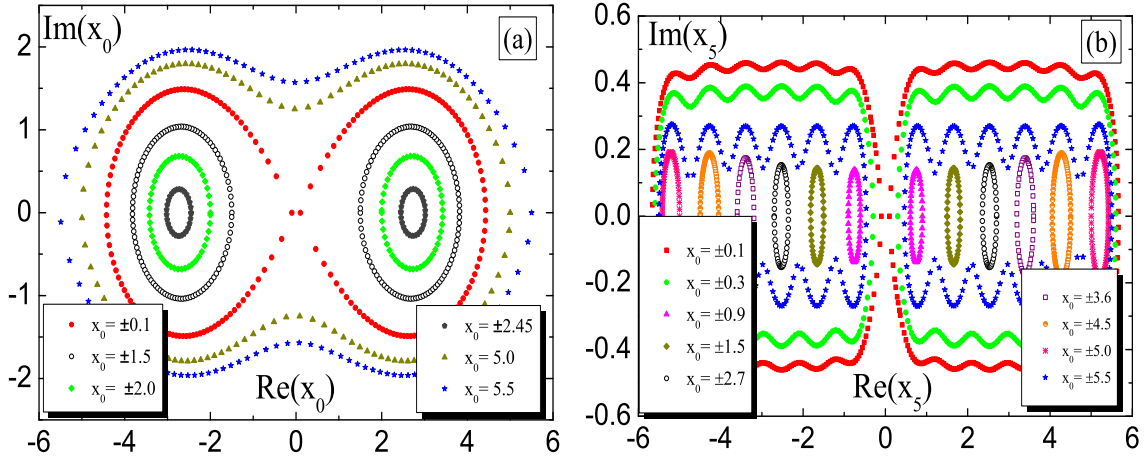 Im(x0)
(a)
2
1
0
-1
-2
x0= ±0.1
x0= ±1.5
x0= ±2.0
x0= ±2.45
x0= 5.0
x0= 5.5
Re(x0)
-6 -4 -2 0 2 4 6
Im(x5)
(b)
0.6
0.4
0.2
0.0
-0.2
-0.4
-0.6
x0= ±0.1
x0= ±0.3
x0= ±0.9
x0= ±1.5
x0= ±2.7
x0= ±3.6
x0= ±4.5
x0= ±5.0
x0= ±5.5
Re(x5)
-6 -4 -2 0 2 4 6